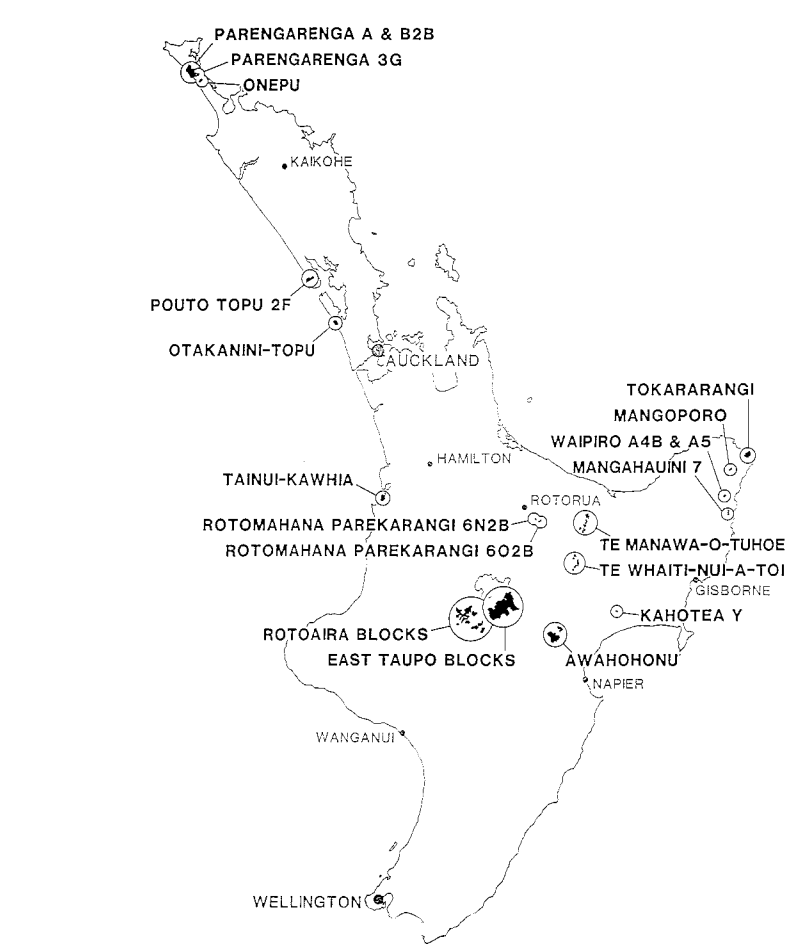 PARENGARENGA A & B2B
PARENGARENGA 3G
ONEPU
KAIKOHE
POUTO TOPU 2F
OTAKANINI-TOPU
AUCKLAND
TOKARARANGI
MANGOPORO
WAIPIRO A4B & A5
HAMILTON
MANGAHAUINI 7
TAINUI-KAWHIA
ROTORUA
ROTOMAHANA PAREKARANGI 6N2B
TE MANAWA-O-TUHOE
ROTOMAHANA PAREKARANGI 6O2B
TE WHAITI-NUI-A-TOI
GISBORNE
KAHOTEA Y
ROTOAIRA BLOCKS
EAST TAUPO BLOCKS
AWAHOHONU
NAPIER
WANGANUI
WELLINGTON